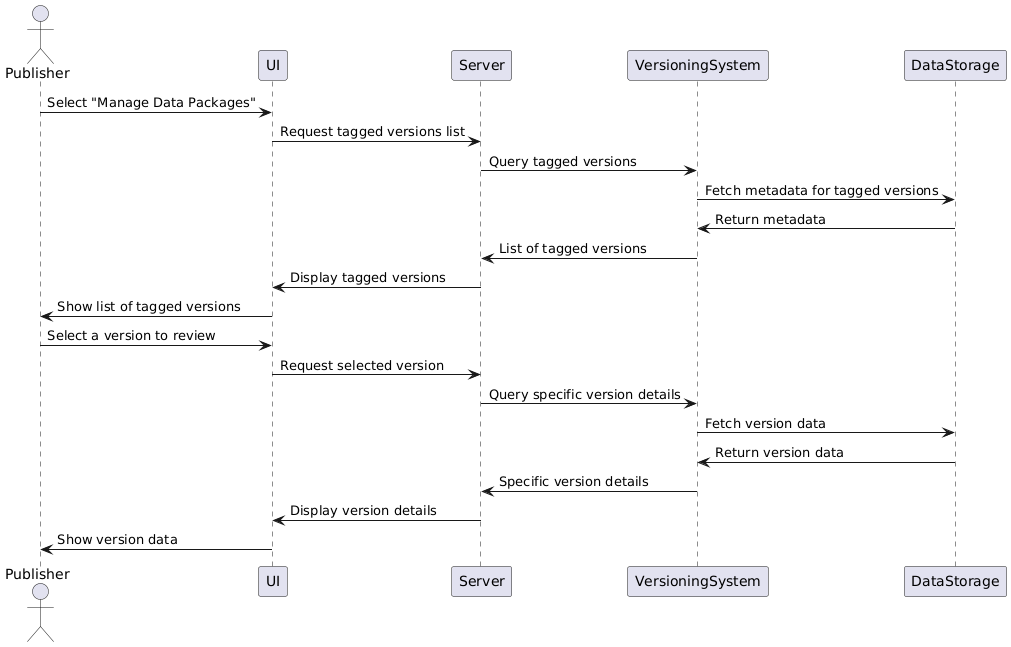 Publisher
UI
Server
VersioningSystem
DataStorage
Select "Manage Data Packages"
Request tagged versions list
Query tagged versions
Fetch metadata for tagged versions
Return metadata
List of tagged versions
Display tagged versions
Show list of tagged versions
Select a version to review
Request selected version
Query specific version details
Fetch version data
Return version data
Specific version details
Display version details
Show version data
Publisher
UI
Server
VersioningSystem
DataStorage